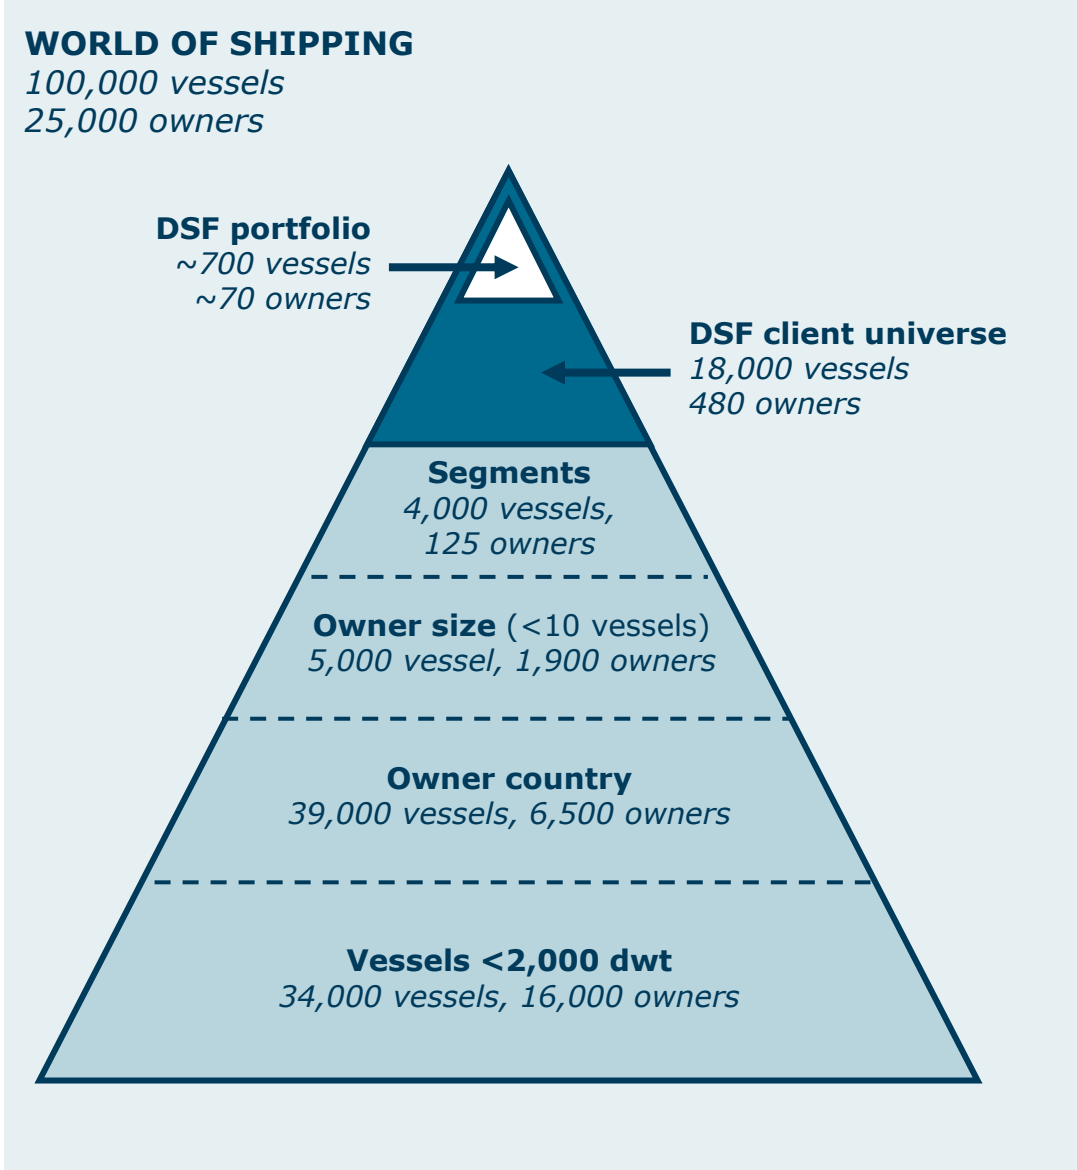 WORLD OF SHIPPING
100,000 vessels
25,000 owners
DSF portfolio
~700 vessels
~70 owners
DSF client universe
18,000 vessels
480 owners
Segments
4,000 vessels,
125 owners
Owner size (<10 vessels)
5,000 vessel, 1,900 owners
Owner country
39,000 vessels, 6,500 owners
Vessels <2,000 dwt
34,000 vessels, 16,000 owners